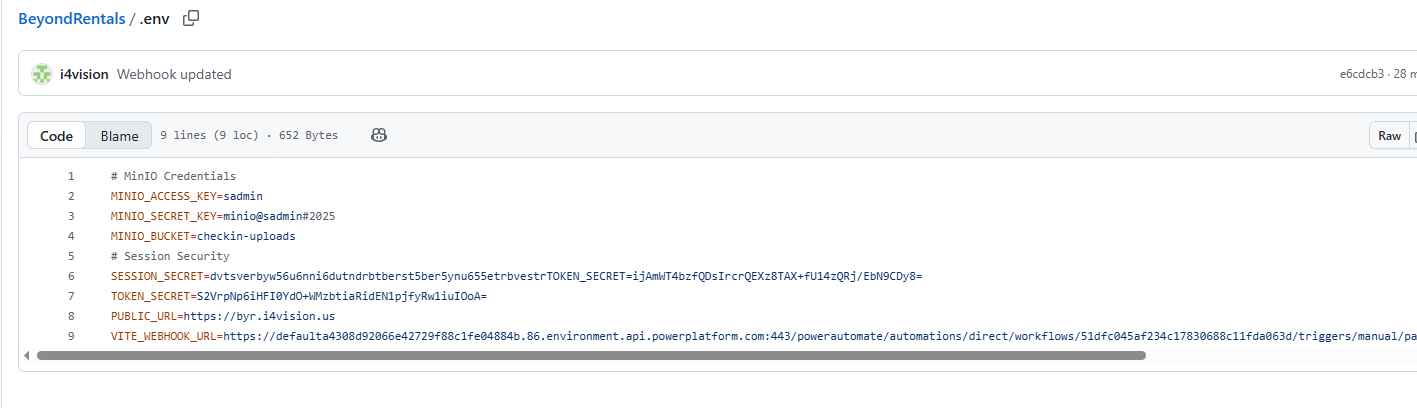 BeyondRentals / .env
i4vision Webhook updated e6cdcb3 · 28 m
Code Blame 9 lines (9 loc) · 652 Bytes Raw
1 # MinIO Credentials
2 MINIO_ACCESS_KEY=sadmin
3 MINIO_SECRET_KEY=minio@sadmin#2025
4 MINIO_BUCKET=checkin-uploads
5 # Session Security
6 SESSION_SECRET=dvtsverbyw56u6nni6dutndrbtberst5ber5ynu655etrbvestrTOKEN_SECRET=ijAmWT4bzfQDsIrcrQEXz8TAX+fU14zQRj/EbN9CDy8=
7 TOKEN_SECRET=S2VrpNp6iHFI0YdO+WMzbtiaRidEN1pjfyRw1iuIOoA=
8 PUBLIC_URL=https://byr.i4vision.us
9 VITE_WEBHOOK_URL=https://defaulta4308d92066e42729f88c1fe04884b.86.environment.api.powerplatform.com:443/powerautomate/automations/direct/workflows/51dfc045af234c17830688c11fda063d/triggers/manual/pa